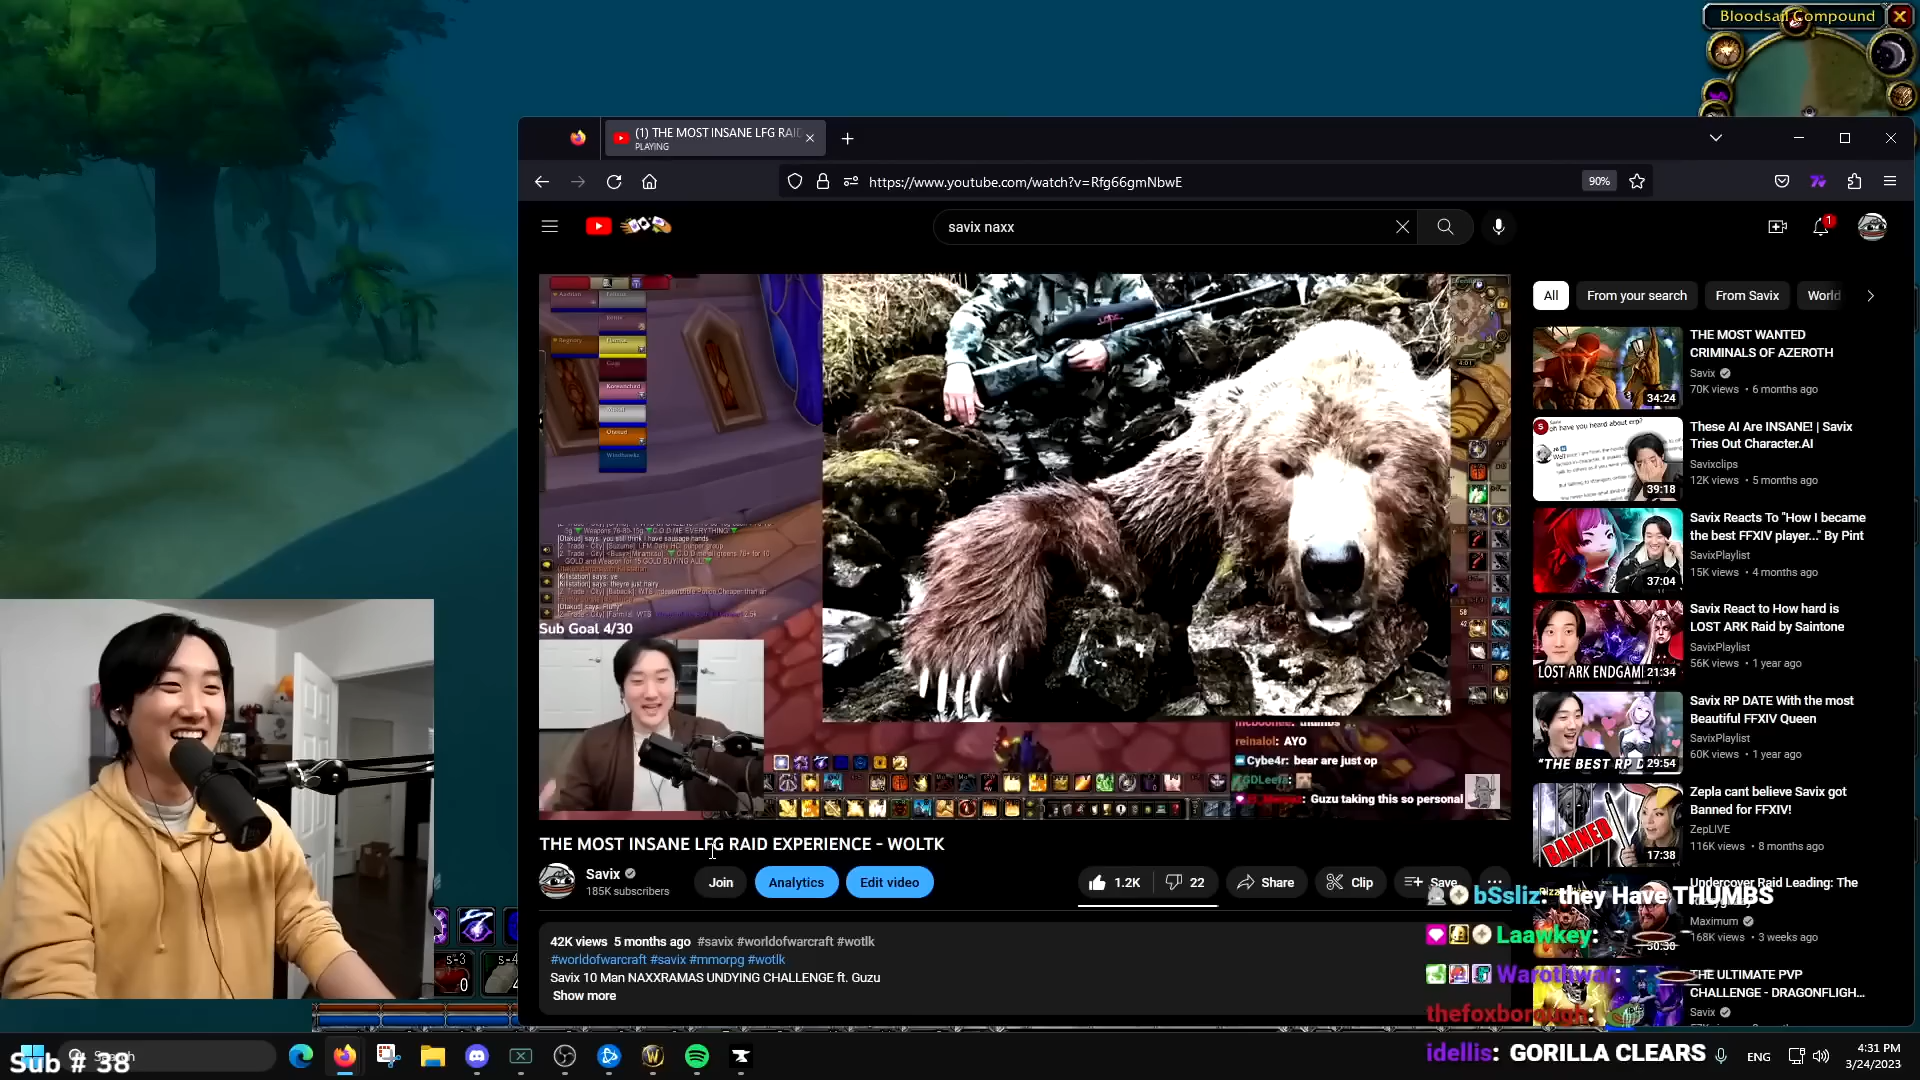 Bloodsail Compound
(1) THE MOST INSANE LFG RAID
PLAYING
https://www.youtube.com/watch?v=Rfg66gmNbwE
90%
savix naxx
1
All
From your search
From Savix
World
THE MOST WANTED
CRIMINALS OF AZEROTH
Savix
70K views • 6 months ago
34:24
These AI Are INSANE! | Savix
Tries Out Character.AI
Savixclips
12K views • 5 months ago
39:18
Savix Reacts To "How I became
the best FFXIV player..." By Pint
SavixPlaylist
15K views • 4 months ago
37:04
Savix React to How hard is
LOST ARK Raid by Saintone
SavixPlaylist
56K views • 1 year ago
LOST ARK ENDGAM
21:34
Savix RP DATE With the most
Beautiful FFXIV Queen
SavixPlaylist
60K views • 1 year ago
"THE BEST RP D
29:54
Zepla cant believe Savix got
Banned for FFXIV!
ZepLIVE
116K views • 8 months ago
BANNED
17:38
Undercover Raid Leading: The
Maximum
168K views • 3 weeks ago
30:30
THE ULTIMATE PVP
CHALLENGE - DRAGONFLIGH...
Savix
Sub Goal 4/30
reinalol: AYO
Cybe4r: bear are just op
Guzu taking this so personal
THE MOST INSANE LFG RAID EXPERIENCE - WOLTK
Savix
185K subscribers
Join
Analytics
Edit video
1.2K
22
Share
Clip
Save
42K views 5 months ago #savix #worldofwarcraft #wotlk
#worldofwarcraft #savix #mmorpg #wotlk
Savix 10 Man NAXXRAMAS UNDYING CHALLENGE ft. Guzu
Show more
bSsliz: they Have THUMBS
Laawkey:
Warothwar:
thefoxborough:
idellis: GORILLA CLEARS
s-3
s-4
0
Search
Sub # 38
ENG
4:31 PM
3/24/2023